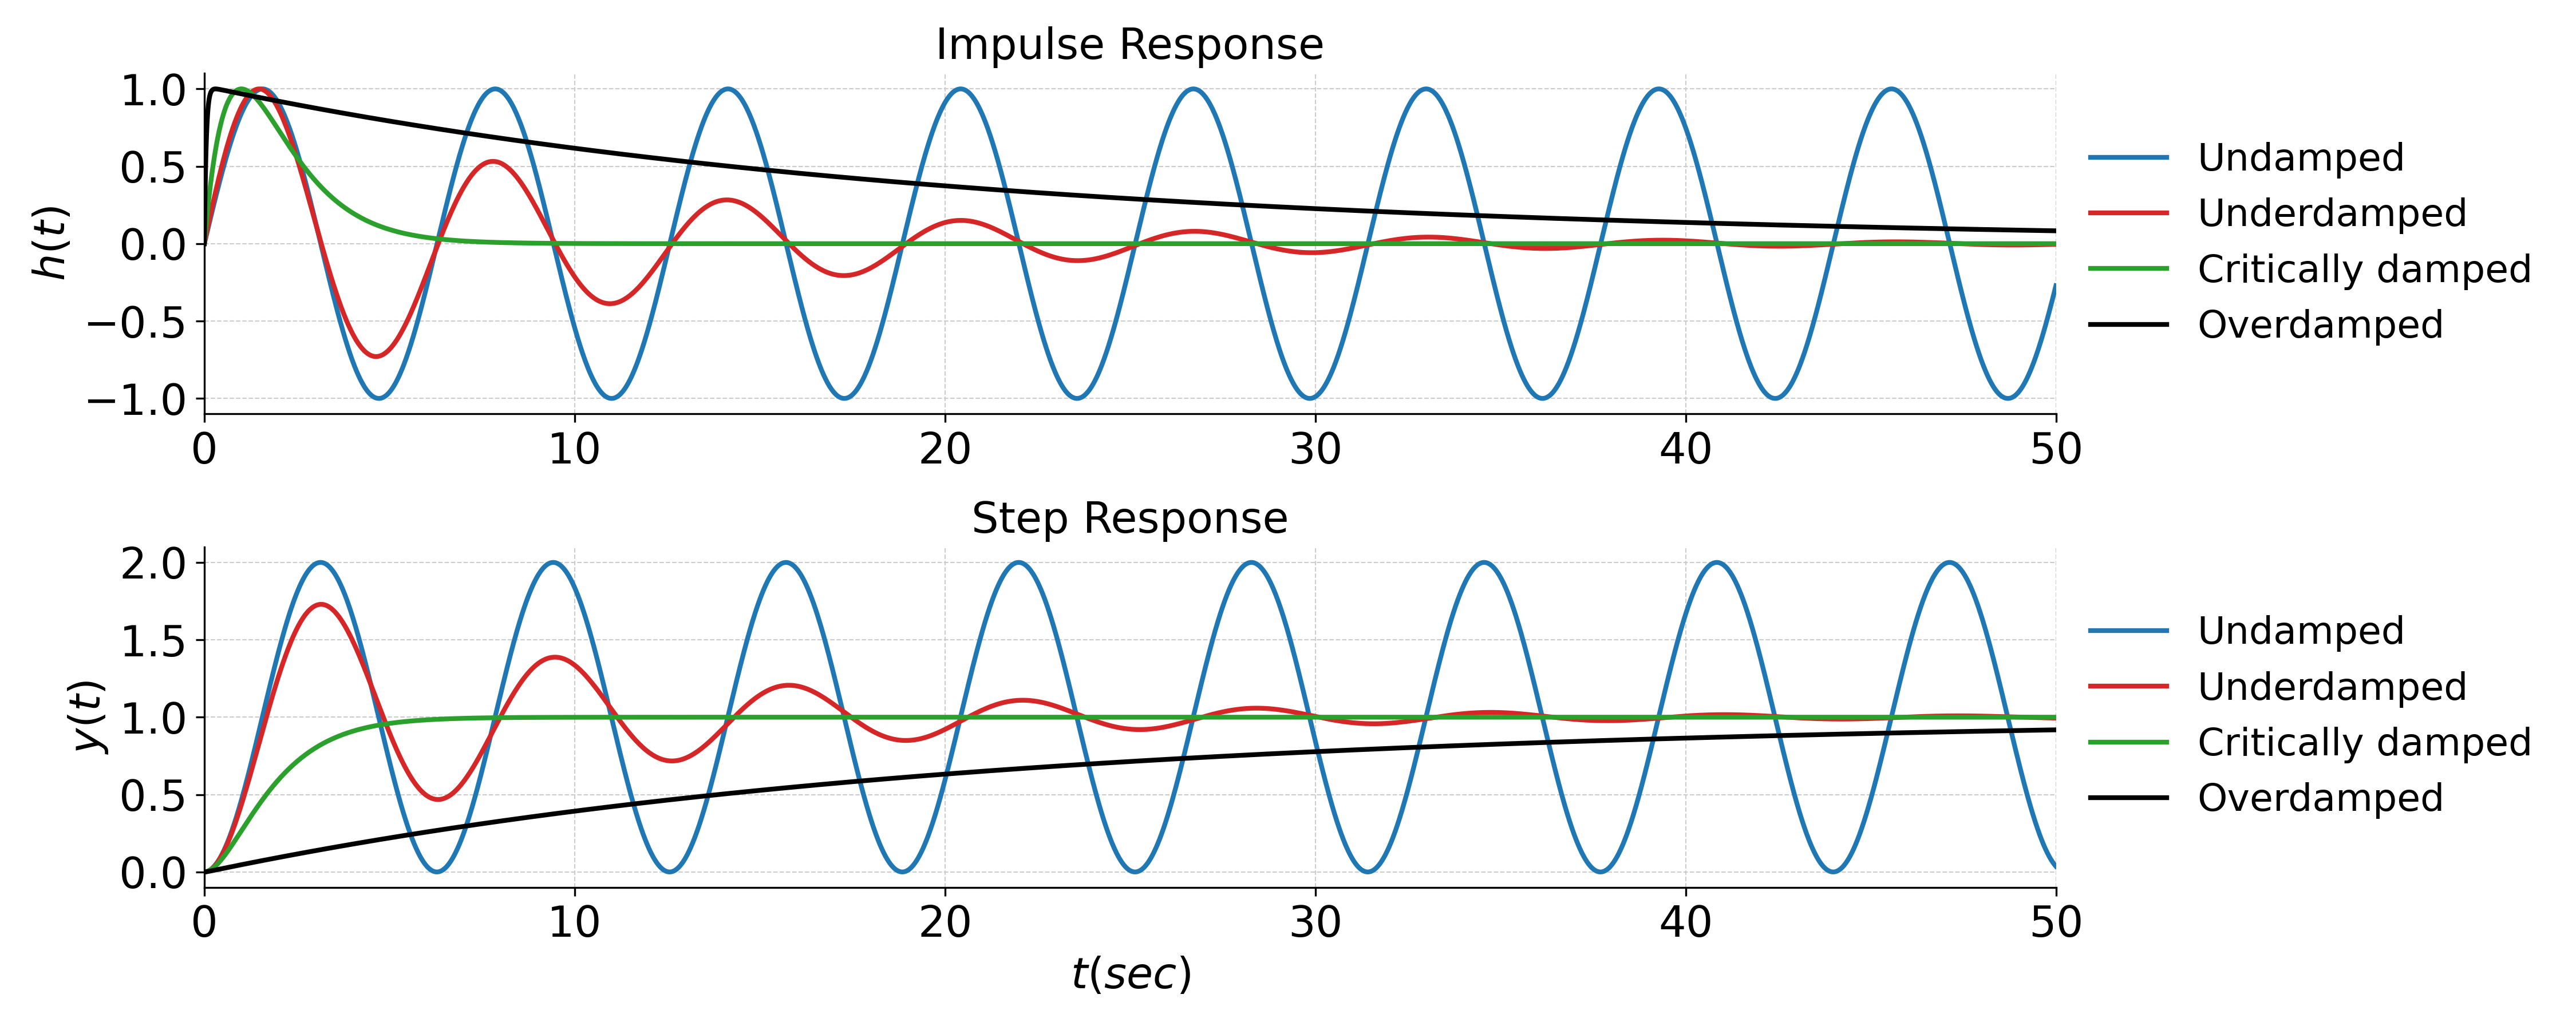 Impulse Response
h(t)
1.0
0.5
0.0
−0.5
−1.0
0 10 20 30 40 50
Undamped
Underdamped
Critically damped
Overdamped
Step Response
y(t)
2.0
1.5
1.0
0.5
0.0
0 10 20 30 40 50
t(sec)
Undamped
Underdamped
Critically damped
Overdamped